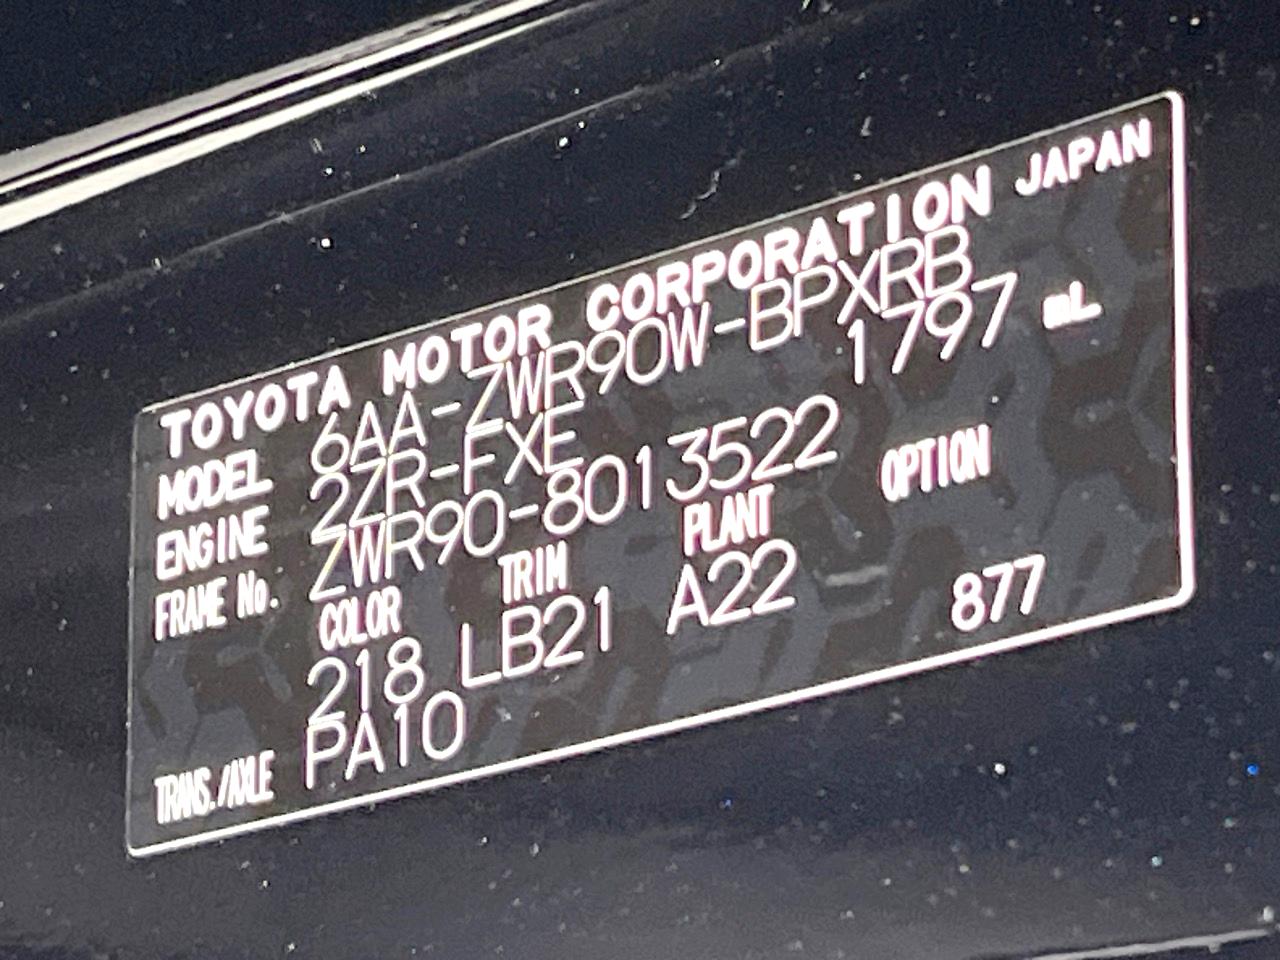 TOYOTA MOTOR CORPORATION JAPAN
MODEL 6AA-ZWR90W-BPXRB
ENGINE 2ZR-FXE 1797 mL
FRAME No. ZWR90-8013522
COLOR TRIM PLANT OPTION
218 LB21 A22 877
TRANS./AXLE PA10